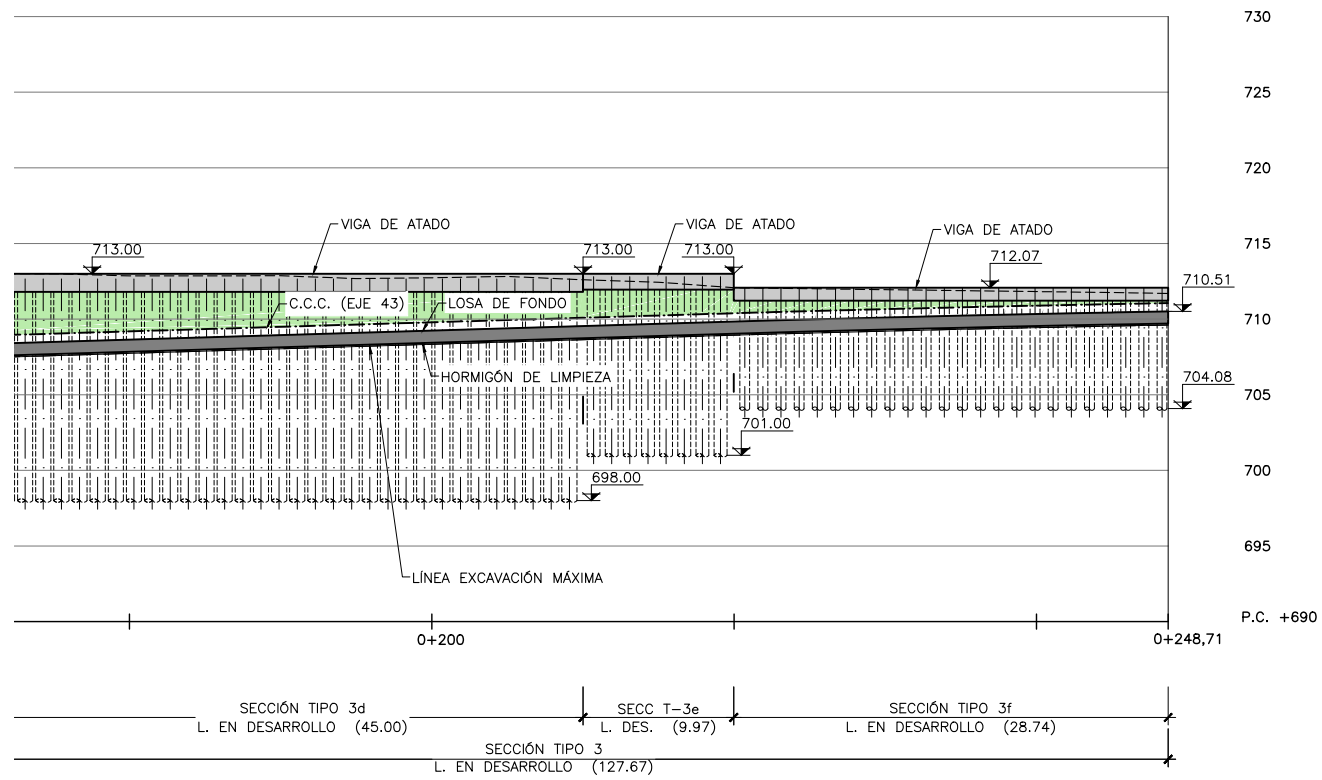 730
725
720
715
710
705
700
695
P.C. +690
VIGA DE ATADO
VIGA DE ATADO
VIGA DE ATADO
713.00
713.00
713.00
712.07
710.51
C.C.C. (EJE 43)
LOSA DE FONDO
HORMIGÓN DE LIMPIEZA
704.08
701.00
698.00
LÍNEA EXCAVACIÓN MÁXIMA
0+200
0+248,71
SECCIÓN TIPO 3d
L. EN DESARROLLO (45.00)
SECC T-3e
L. DES. (9.97)
SECCIÓN TIPO 3f
L. EN DESARROLLO (28.74)
SECCIÓN TIPO 3
L. EN DESARROLLO (127.67)